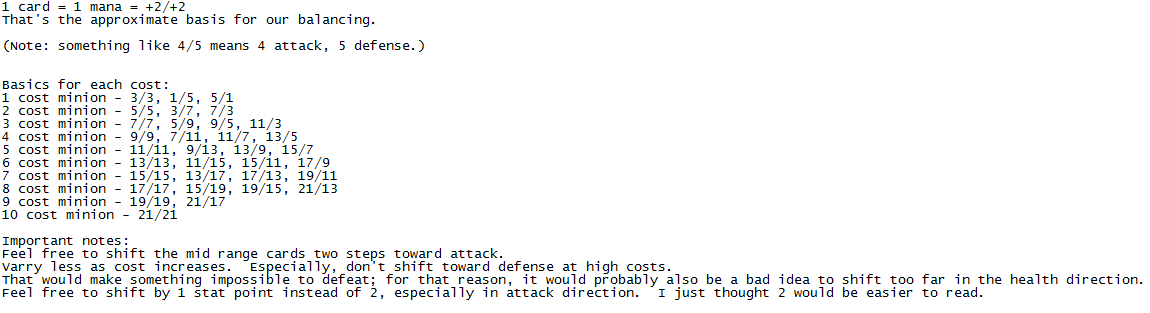 1 card = 1 mana = +2/+2
That's the approximate basis for our balancing.

(Note: something like 4/5 means 4 attack, 5 defense.)

Basics for each cost:
1 cost minion - 3/3, 1/5, 5/1
2 cost minion - 5/5, 3/7, 7/3
3 cost minion - 7/7, 5/9, 9/5, 11/3
4 cost minion - 9/9, 7/11, 11/7, 13/5
5 cost minion - 11/11, 9/13, 13/9, 15/7
6 cost minion - 13/13, 11/15, 15/11, 17/9
7 cost minion - 15/15, 13/17, 17/13, 19/11
8 cost minion - 17/17, 15/19, 19/15, 21/13
9 cost minion - 19/19, 21/17
10 cost minion - 21/21

Important notes:
Feel free to shift the mid range cards two steps toward attack.
Varry less as cost increases.  Especially, don't shift toward defense at high costs.
That would make something impossible to defeat; for that reason, it would probably also be a bad idea to shift too far in the health direction.
Feel free to shift by 1 stat point instead of 2, especially in attack direction.  I just thought 2 would be easier to read.